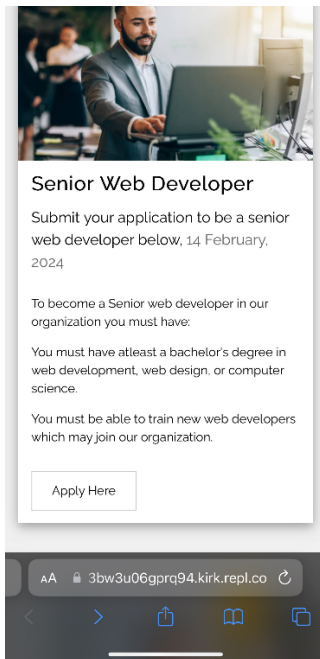 Senior Web Developer
Submit your application to be a senior
web developer below, 14 February,
2024
To become a Senior web developer in our
organization you must have:
You must have atleast a bachelor's degree in
web development, web design, or computer
science.
You must be able to train new web developers
which may join our organization.
Apply Here
AA 3bw3u06gprq94.kirk.repl.co